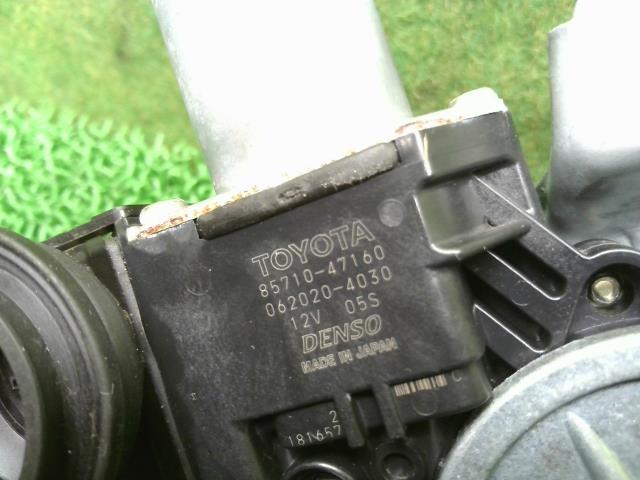 TOYOTA
85710-47160
062020-4030
12V 05S
DENSO
MADE IN JAPAN
2
181657